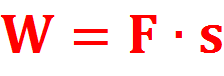 W = F · s